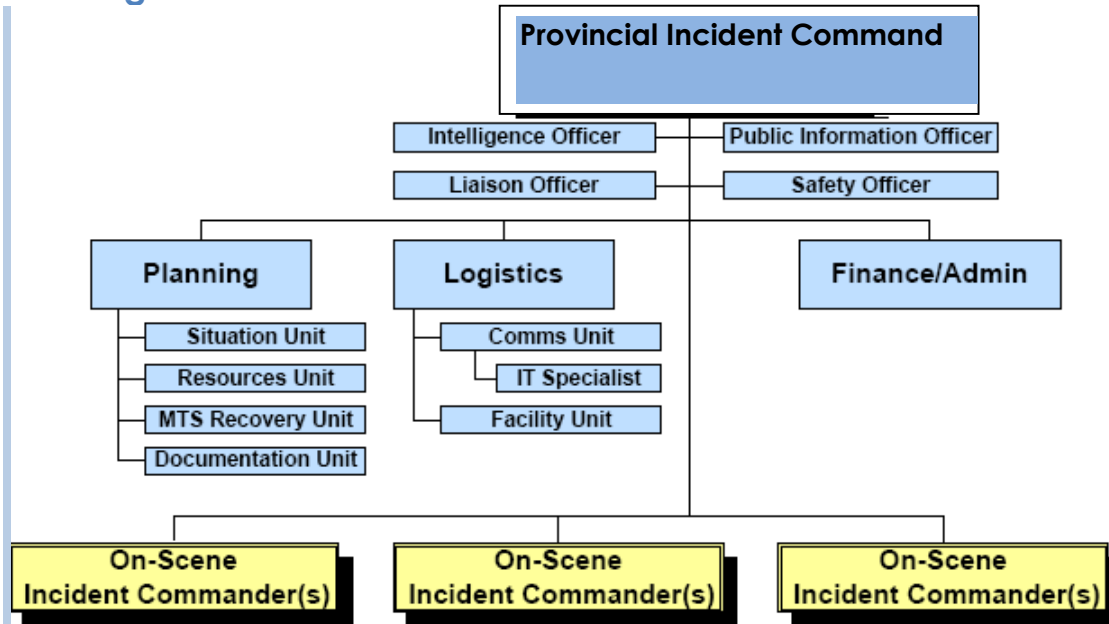 Provincial Incident Command
Intelligence Officer
Public Information Officer
Liaison Officer
Safety Officer
Planning
Logistics
Finance/Admin
Situation Unit
Comms Unit
Resources Unit
IT Specialist
MTS Recovery Unit
Facility Unit
Documentation Unit
On-Scene
Incident Commander(s)
On-Scene
Incident Commander(s)
On-Scene
Incident Commander(s)